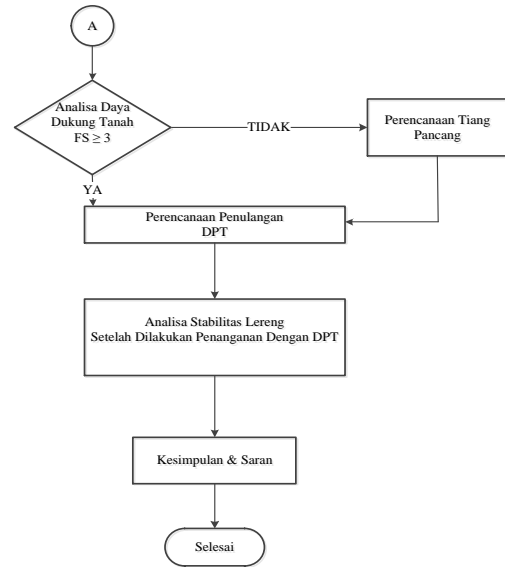 A
Analisa Daya
Dukung Tanah
FS ≥ 3
TIDAK
Perencanaan Tiang
Pancang
YA
Perencanaan Penulangan
DPT
Analisa Stabilitas Lereng
Setelah Dilakukan Penanganan Dengan DPT
Kesimpulan & Saran
Selesai